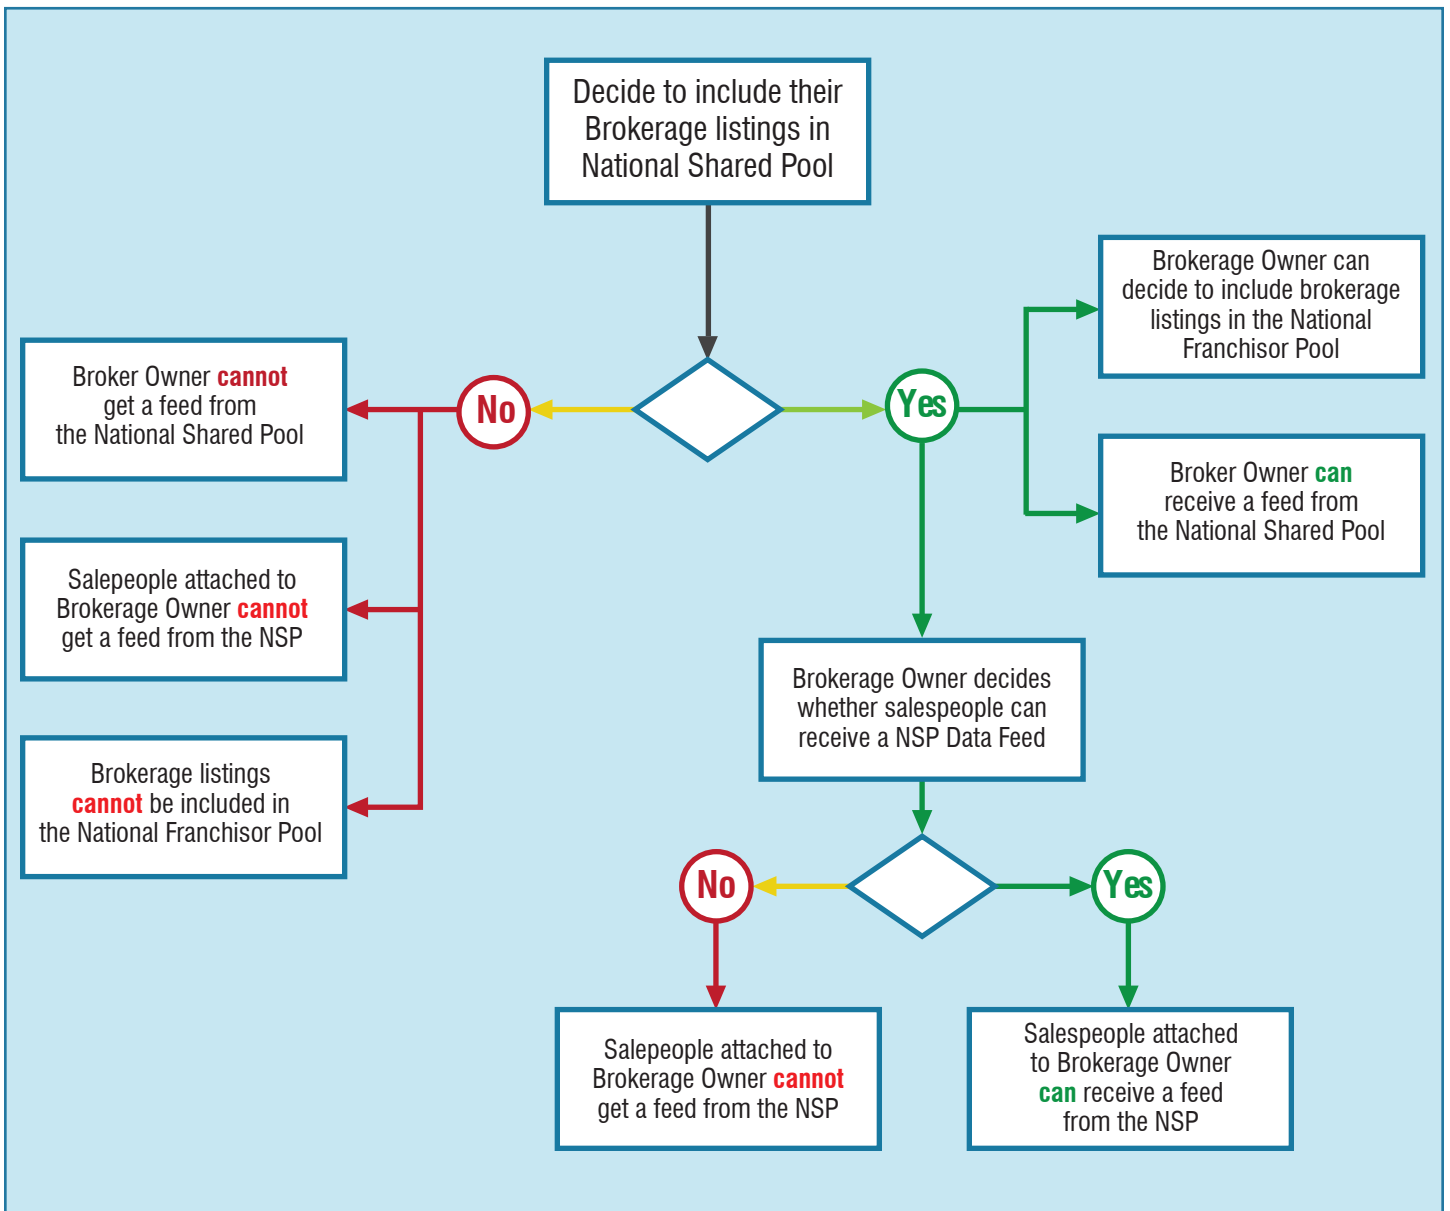 Decide to include their
Brokerage listings in
National Shared Pool
Brokerage Owner can
decide to include brokerage
listings in the National
Franchisor Pool
Broker Owner cannot
get a feed from
the National Shared Pool
No
Yes
Broker Owner can
receive a feed from
the National Shared Pool
Salepeople attached to
Brokerage Owner cannot
get a feed from the NSP
Brokerage Owner decides
whether salespeople can
receive a NSP Data Feed
Brokerage listings
cannot be included in
the National Franchisor Pool
No
Yes
Salepeople attached to
Brokerage Owner cannot
get a feed from the NSP
Salespeople attached
to Brokerage Owner
can receive a feed
from the NSP